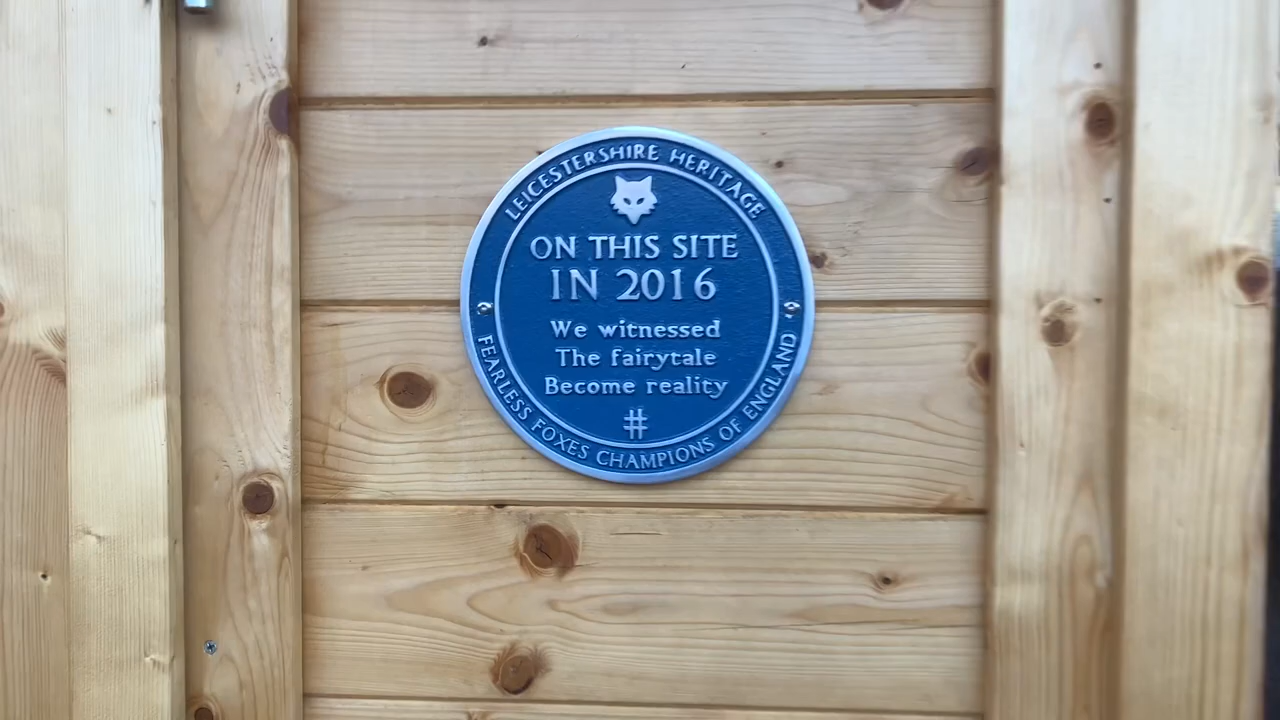 LEICESTERSHIRE HERITAGE
ON THIS SITE
IN 2016
We witnessed
The fairytale
Become reality
#
FEARLESS FOXES CHAMPIONS OF ENGLAND